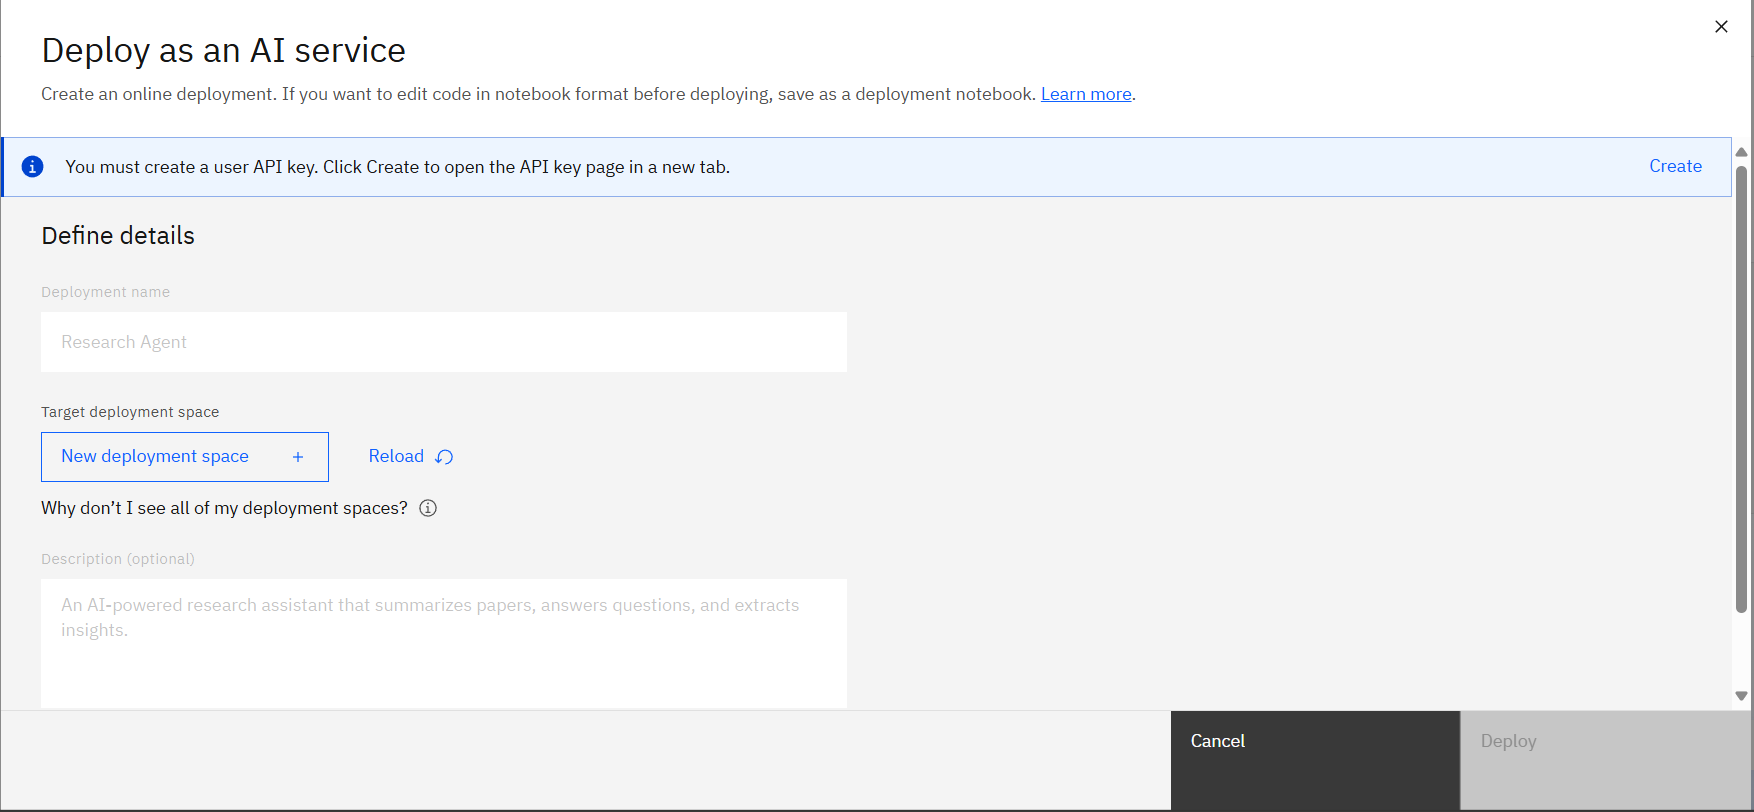 Deploy as an AI service
Create an online deployment. If you want to edit code in notebook format before deploying, save as a deployment notebook. Learn more.
You must create a user API key. Click Create to open the API key page in a new tab.
Create
Define details
Deployment name
Research Agent
Target deployment space
New deployment space +
Reload
Why don’t I see all of my deployment spaces?
Description (optional)
An AI-powered research assistant that summarizes papers, answers questions, and extracts
insights.
Cancel
Deploy